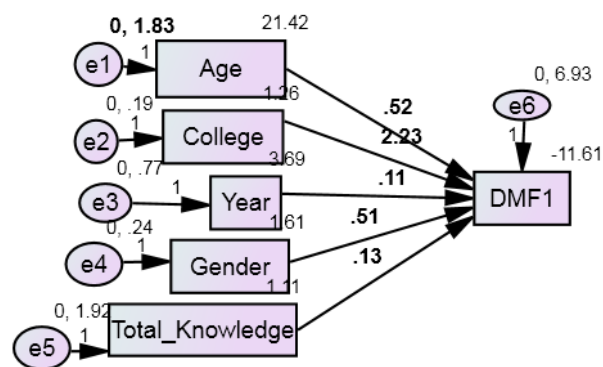 0, 1.83
21.42
e1
1
Age
.52
0, 6.93
e6
1
0, .19
1.26
e2
1
College
2.23
-11.61
DMF1
0, .77
3.69
e3
1
Year
.11
0, .24
1.61
e4
1
Gender
.51
0, 1.92
1.11
e5
1
Total_Knowledge
.13